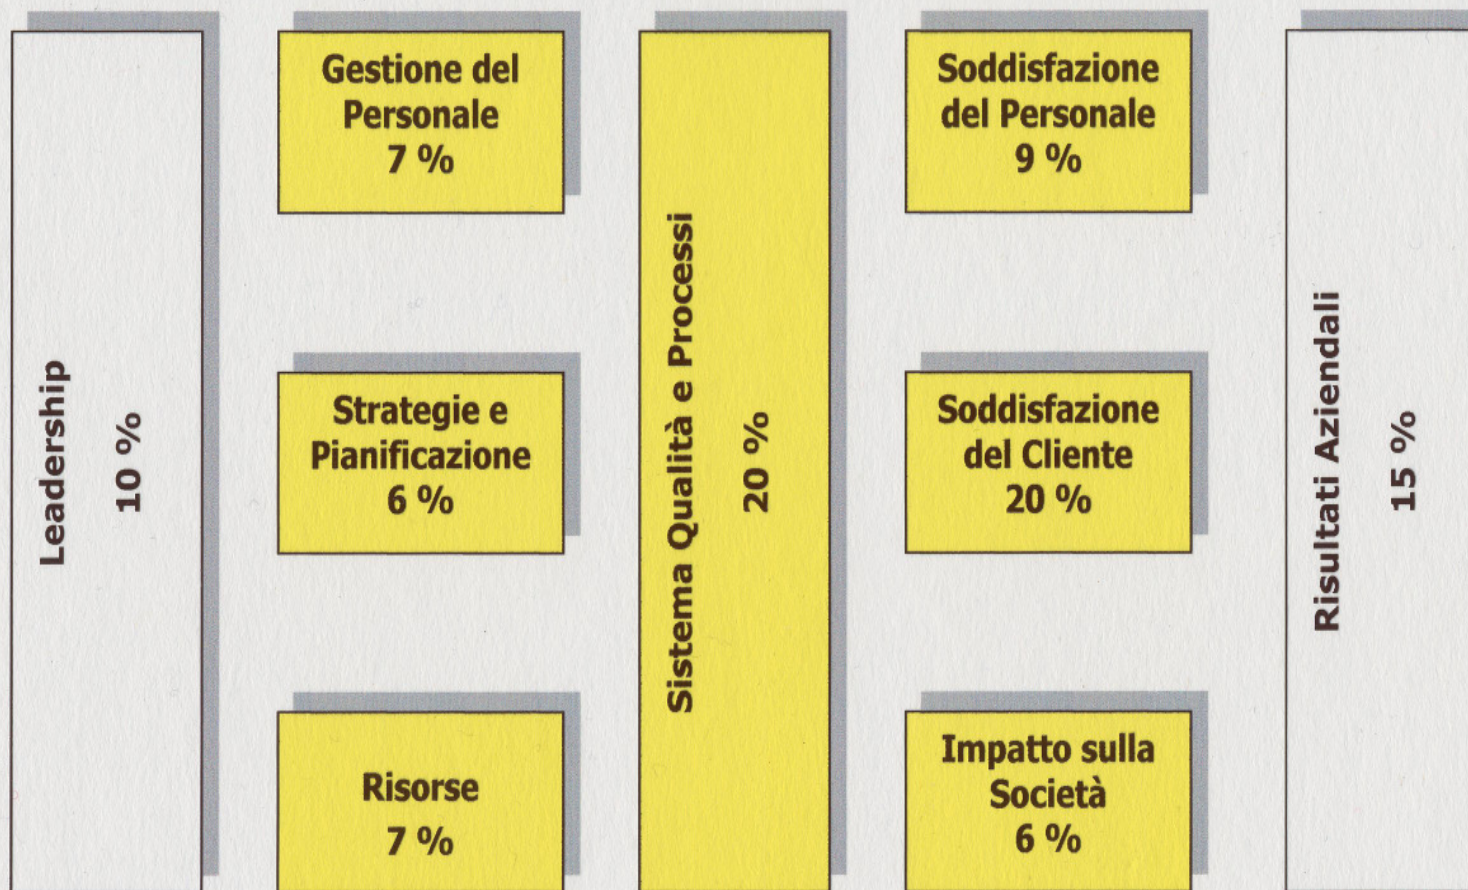 Leadership
10 %
Gestione del
Personale
7 %
Strategie e
Pianificazione
6 %
Risorse
7 %
Sistema Qualità e Processi
20 %
Soddisfazione
del Personale
9 %
Soddisfazione
del Cliente
20 %
Impatto sulla
Società
6 %
Risultati Aziendali
15 %